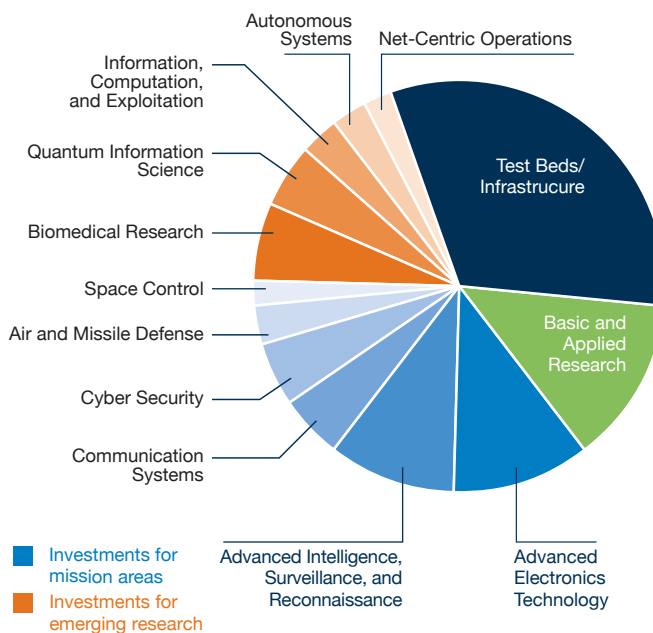 Autonomous
Systems
Net-Centric Operations
Information,
Computation,
and Exploitation
Quantum Information
Science
Biomedical Research
Space Control
Air and Missile Defense
Cyber Security
Communication
Systems
Test Beds/
Infrastrucure
Basic and
Applied
Research
Advanced Intelligence,
Surveillance, and
Reconnaissance
Advanced
Electronics
Technology
Investments for
mission areas
Investments for
emerging research